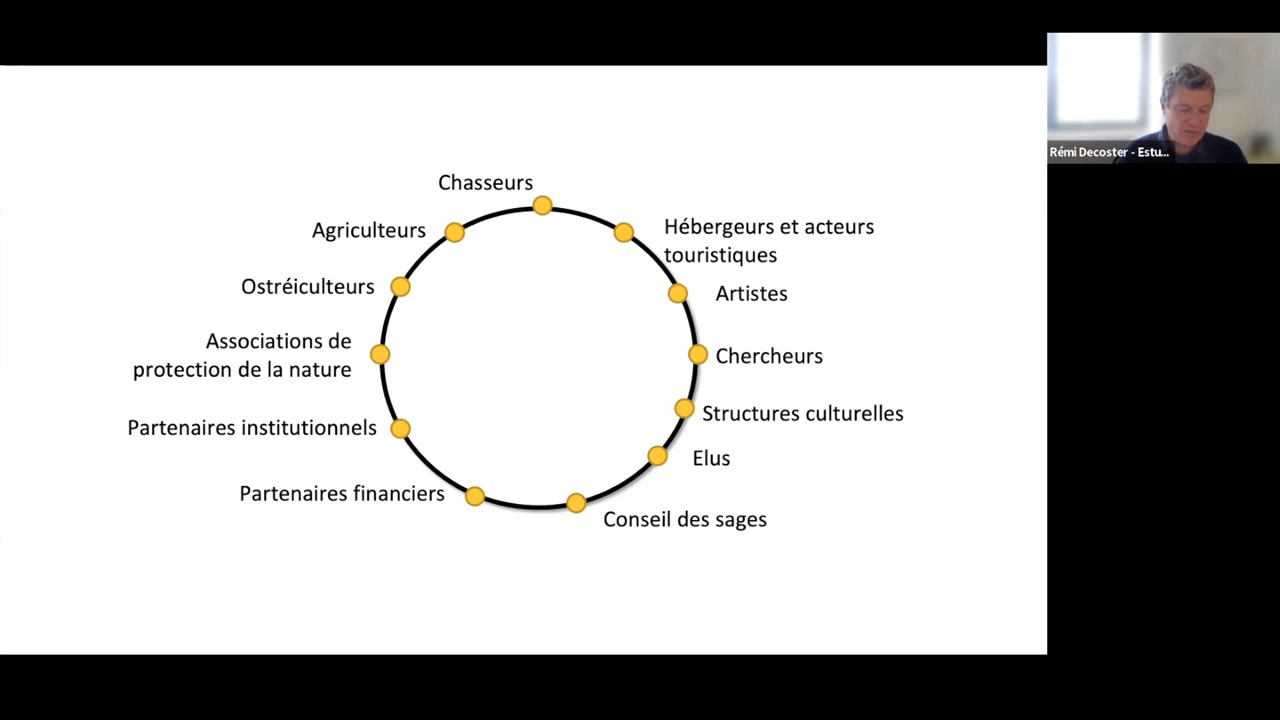 Chasseurs
Agriculteurs
Hébergeurs et acteurs
touristiques
Ostréiculteurs
Artistes
Associations de
protection de la nature
Chercheurs
Partenaires institutionnels
Structures culturelles
Elus
Partenaires financiers
Conseil des sages
Rémi Decoster - Estu...